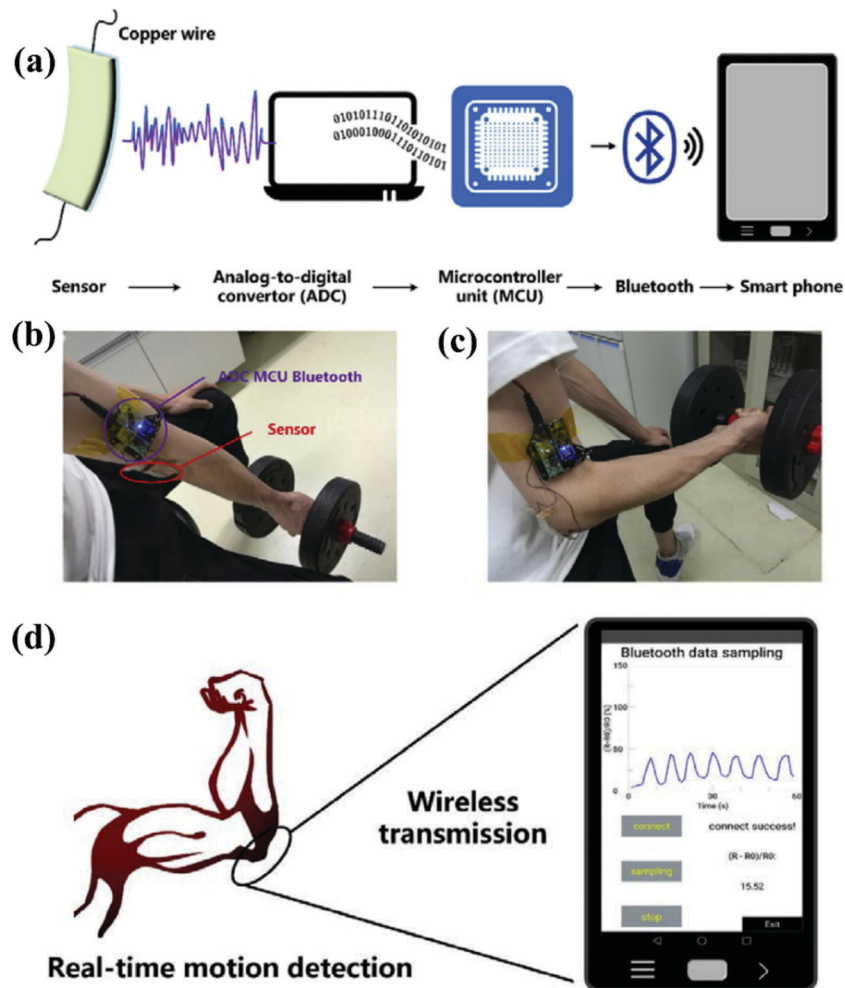 (a)
Copper wire
0101011101101010101
0100010001110110101
Sensor
Analog-to-digital
convertor (ADC)
Microcontroller
unit (MCU)
Bluetooth
Smart phone
(b)
ADC MCU Bluetooth
Sensor
(c)
(d)
Wireless
transmission
Real-time motion detection
Bluetooth data sampling
(R-R0)/R0 (%)
150
100
50
0
0
30
60
Time (s)
connect
connect success!
(R - R0)/R0:
sampling
15.52
stop
Exit